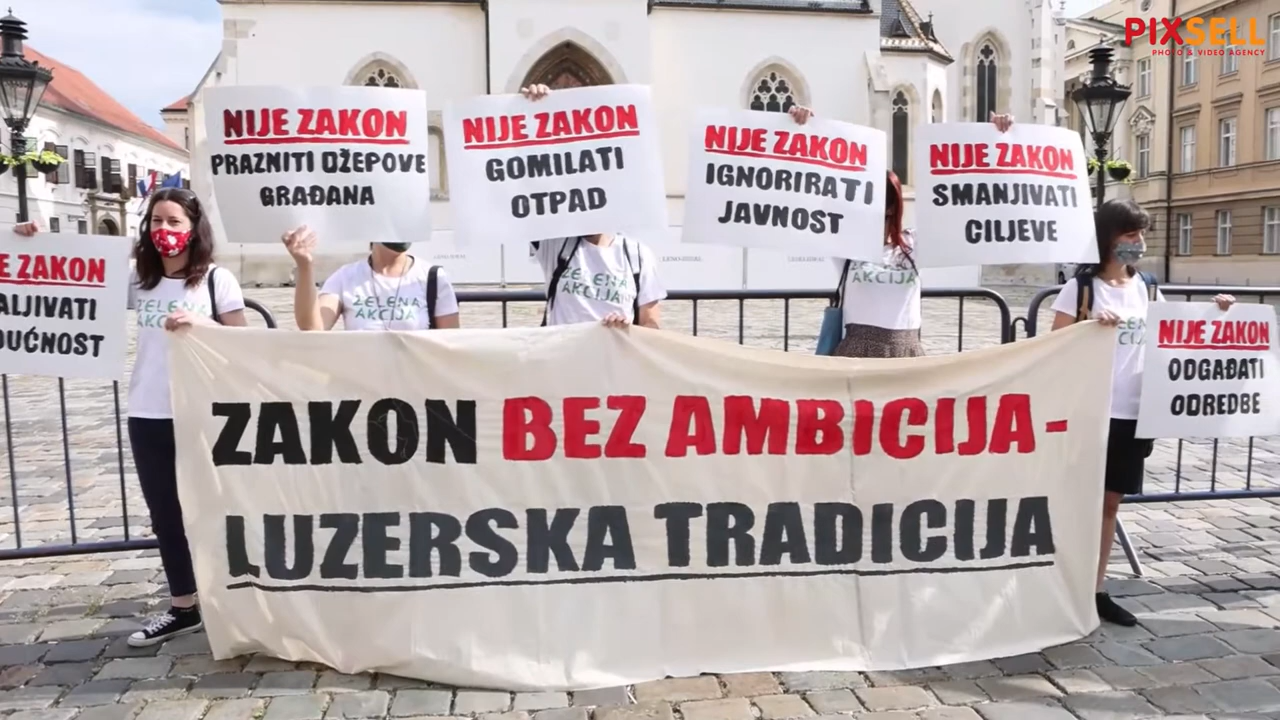 PIXSELL
PHOTO & VIDEO AGENCY
NIJE ZAKON
PRAZNITI DŽEPOVE
GRAĐANA
NIJE ZAKON
GOMILATI
OTPAD
NIJE ZAKON
IGNORIRATI
JAVNOST
NIJE ZAKON
SMANJIVATI
CILJEVE
ZAKON
NIJE ZAKON
ODGAĐATI
ODREDBE
ZELENA
AKCIJA
ZELENA
AKCIJA
ZELENA
AKCIJA
ZAKON BEZ AMBICIJA-
LUZERSKA TRADICIJA